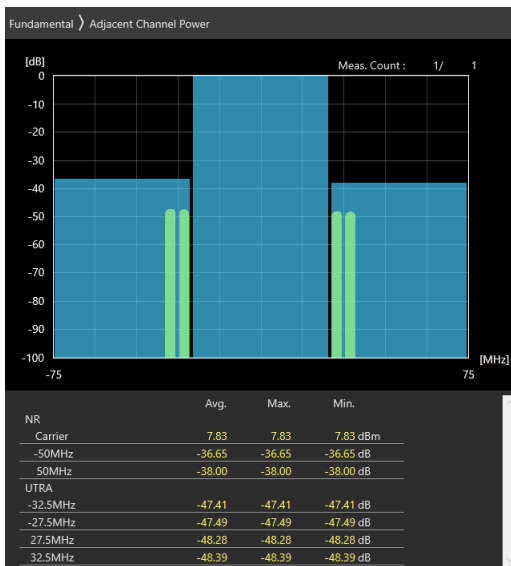 Fundamental 〉 Adjacent Channel Power
[dB]
Meas. Count : 1/ 1
0
-10
-20
-30
-40
-50
-60
-70
-80
-90
-100
[MHz]
-75 75
Avg. Max. Min.
NR
Carrier 7.83 7.83 7.83 dBm
-50MHz -36.65 -36.65 -36.65 dB
50MHz -38.00 -38.00 -38.00 dB
UTRA
-32.5MHz -47.41 -47.41 -47.41 dB
-27.5MHz -47.49 -47.49 -47.49 dB
27.5MHz -48.28 -48.28 -48.28 dB
32.5MHz -48.39 -48.39 -48.39 dB